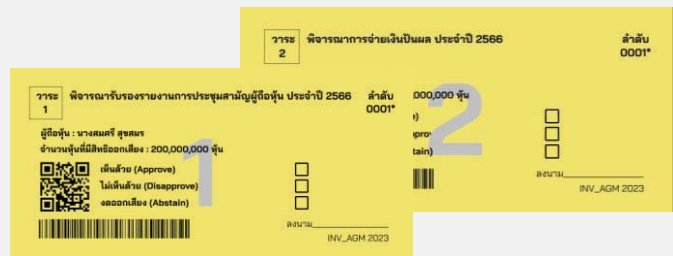 วาระ พิจารณาการจ่ายเงินปันผล ประจำปี 2566 ลำดับ
2 0001*
000,000 หุ้น
tain)
2
ลงนาม
INV_AGM 2023
วาระ พิจารณารับรองรายงานการประชุมสามัญผู้ถือหุ้น ประจำปี 2566 ลำดับ
1 0001*
ผู้ถือหุ้น : นางสมศรี สุขสมร
จำนวนหุ้นที่มีสิทธิออกเสียง : 200,000,000 หุ้น
1
เห็นด้วย (Approve)
ไม่เห็นด้วย (Disapprove)
งดออกเสียง (Abstain)
ลงนาม
INV_AGM 2023